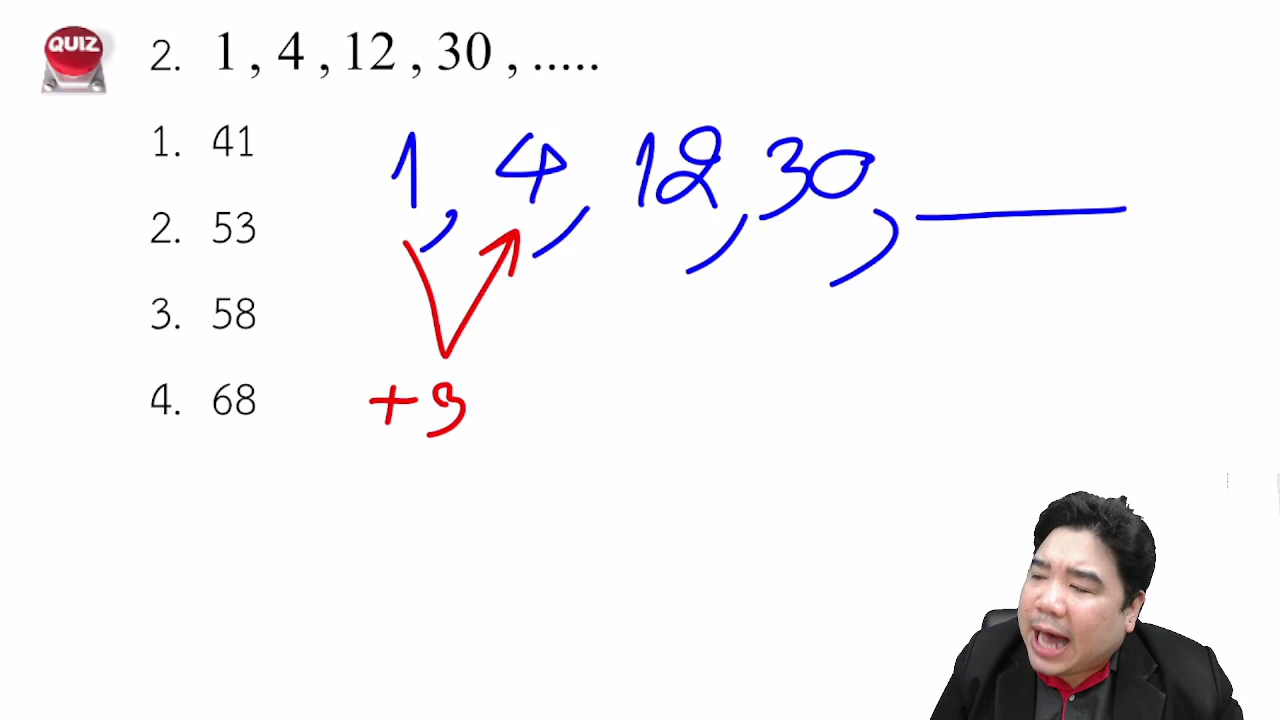 QUIZ
2. 1 , 4 , 12 , 30 , .....
1. 41
2. 53
3. 58
4. 68
1 , 4 , 12 , 30 ,
+3